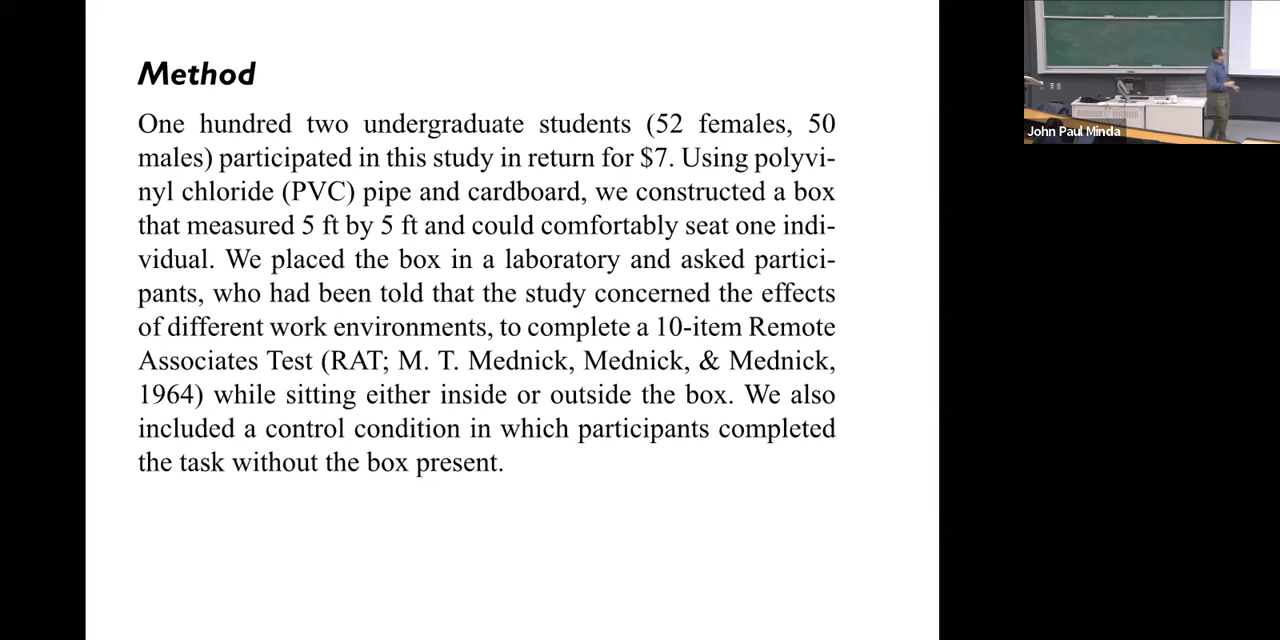 Method
One hundred two undergraduate students (52 females, 50
males) participated in this study in return for $7. Using polyvi-
nyl chloride (PVC) pipe and cardboard, we constructed a box
that measured 5 ft by 5 ft and could comfortably seat one indi-
vidual. We placed the box in a laboratory and asked partici-
pants, who had been told that the study concerned the effects
of different work environments, to complete a 10-item Remote
Associates Test (RAT; M. T. Mednick, Mednick, & Mednick,
1964) while sitting either inside or outside the box. We also
included a control condition in which participants completed
the task without the box present.
John Paul Minda